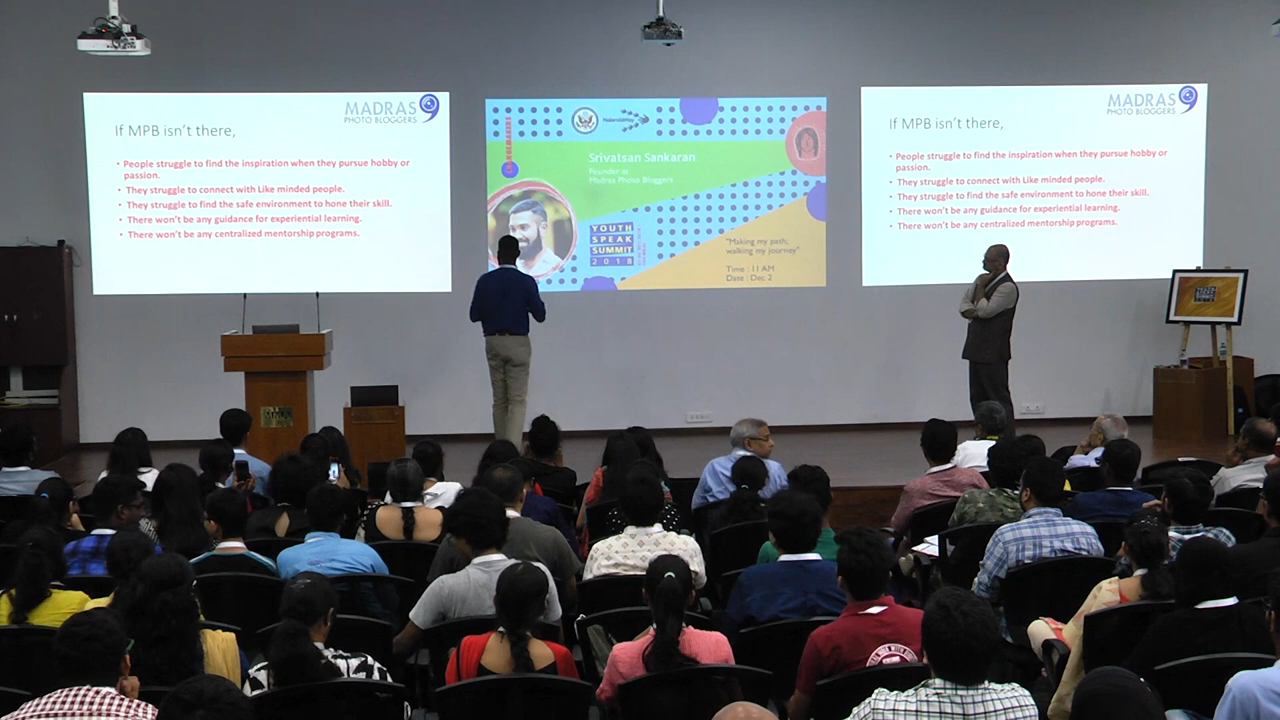 MADRAS
PHOTO BLOGGERS
If MPB isn't there,
• People struggle to find the inspiration when they pursue hobby or
passion.
• They struggle to connect with Like minded people.
• They struggle to find the safe environment to hone their skill.
• There won't be any guidance for experiential learning.
• There won't be any centralized mentorship programs.
Srivatsan Sankaran
Founder at
Madras Photo Bloggers
YOUTH
SPEAK
SUMMIT
2018
"Making my path,
walking my journey"
Time : 11 AM
Date : Dec 2
MADRAS
PHOTO BLOGGERS
If MPB isn't there,
• People struggle to find the inspiration when they pursue hobby or
passion.
• They struggle to connect with Like minded people.
• They struggle to find the safe environment to hone their skill.
• There won't be any guidance for experiential learning.
• There won't be any centralized mentorship programs.